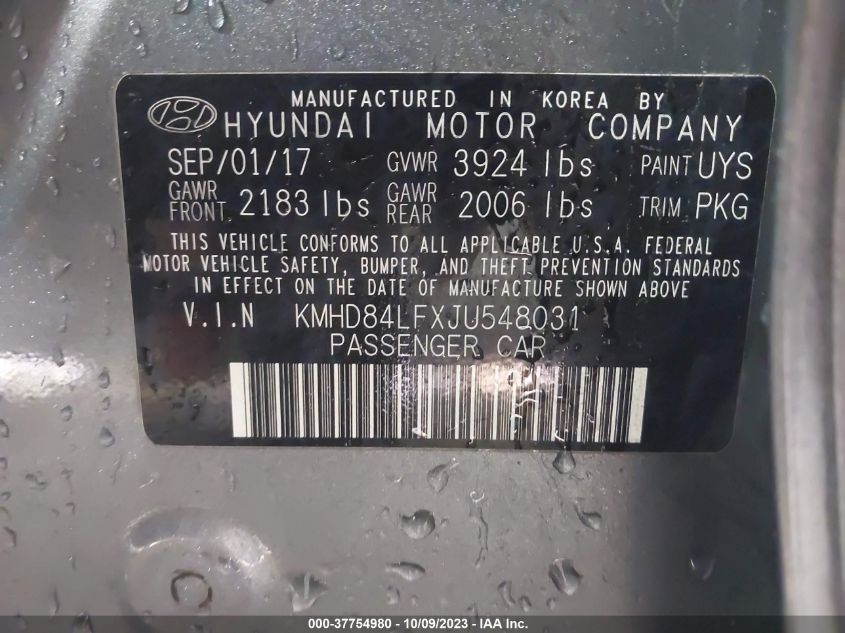 MANUFACTURED IN KOREA BY
HYUNDAI MOTOR COMPANY
SEP/01/17 GVWR 3924 lbs PAINT UYS
GAWR FRONT 2183 lbs GAWR REAR 2006 lbs TRIM PKG
THIS VEHICLE CONFORMS TO ALL APPLICABLE U.S.A. FEDERAL
MOTOR VEHICLE SAFETY, BUMPER, AND THEFT PREVENTION STANDARDS
IN EFFECT ON THE DATE OF MANUFACTURE SHOWN ABOVE
V.I.N KMHD84LFXJU548031
PASSENGER CAR
000-37754980 - 10/09/2023 - IAA Inc.